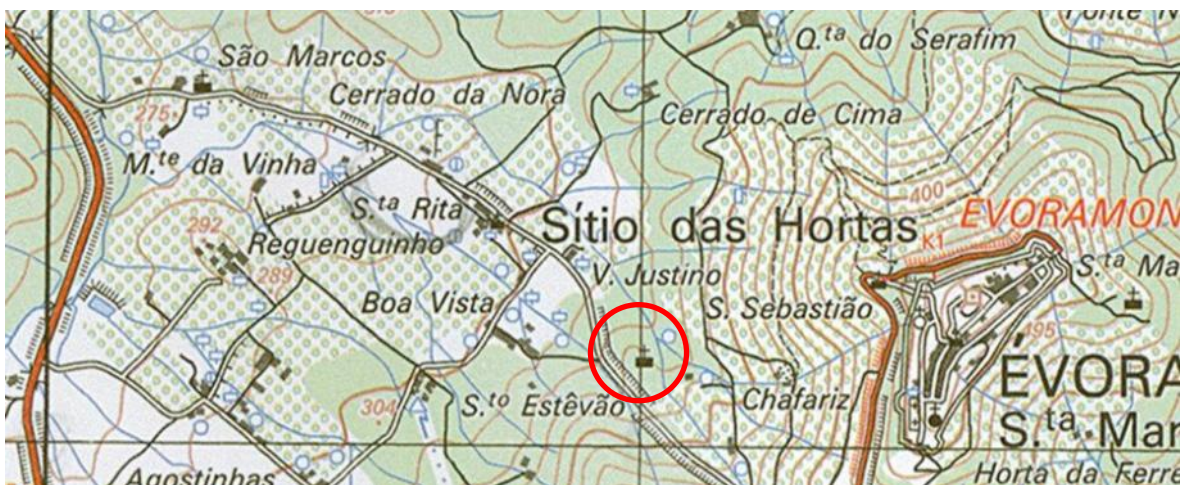 Q.ta do Serafim
São Marcos
Cerrado da Nora
Cerrado de Cima
275
M.te da Vinha
400
S.ta Rita
Sítio das Hortas
EVORAMON
K1
292
Reguenguinho
289
V. Justino
S.ta Ma
Boa Vista
S. Sebastião
495
EVORA
304
S.to Estêvão
Chafariz
S.ta Mar
Agostinhas
Horta da Ferre